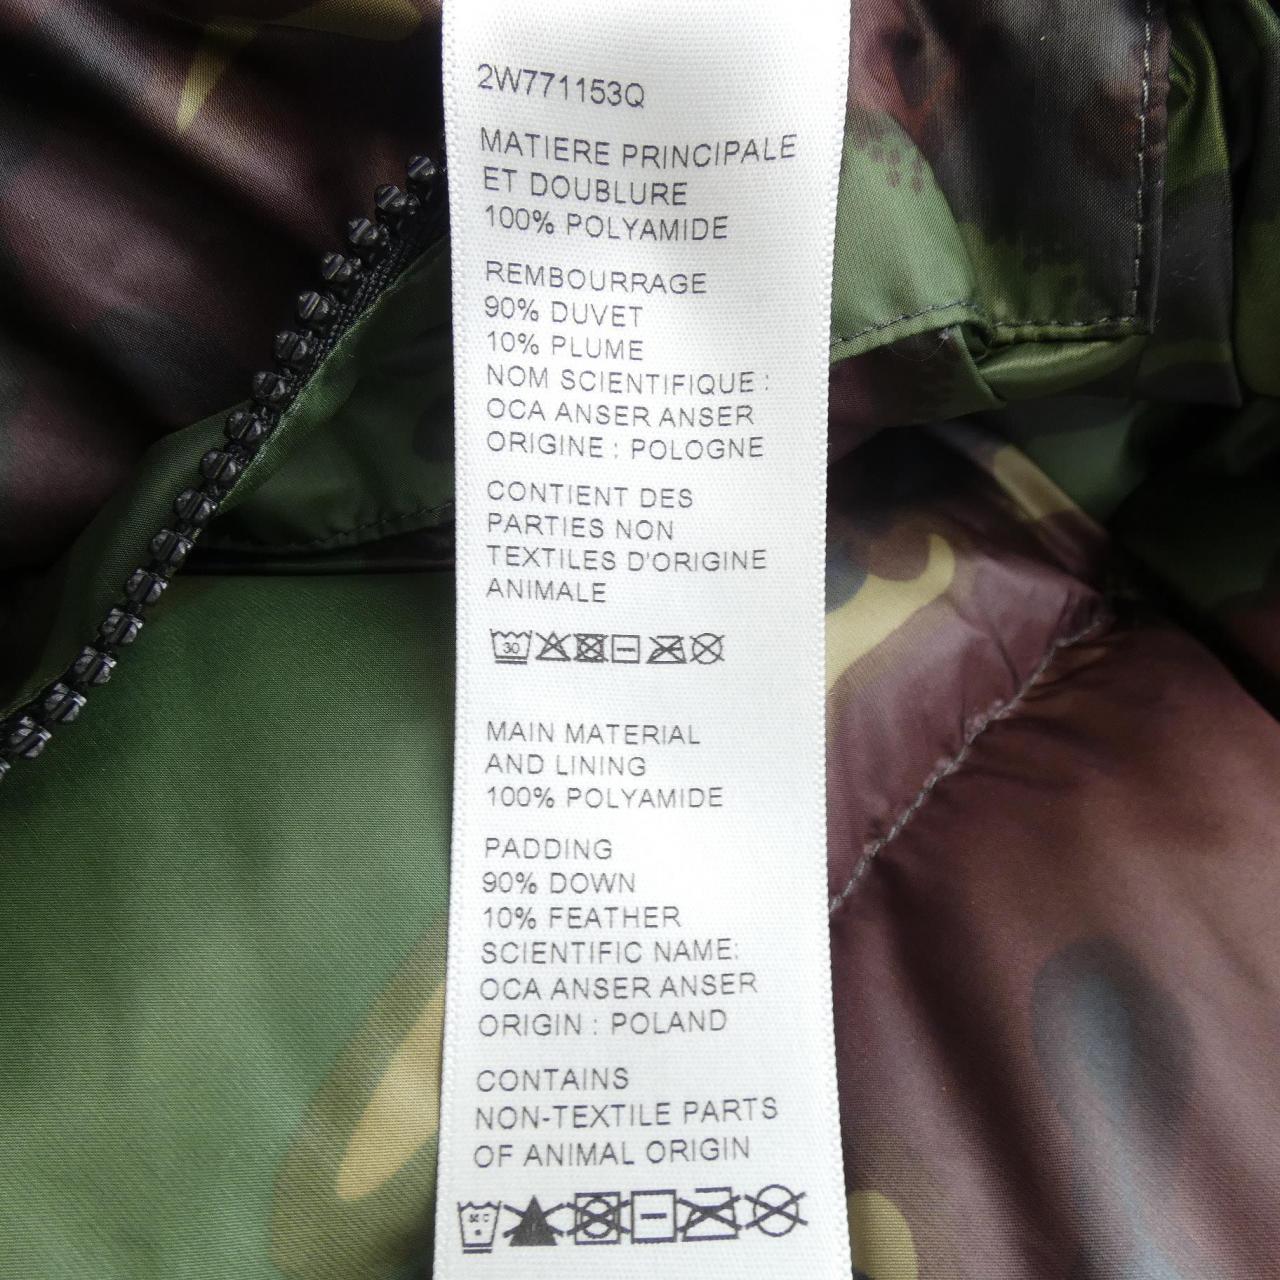 2W771153Q
MATIERE PRINCIPALE
ET DOUBLURE
100% POLYAMIDE
REMBOURRAGE
90% DUVET
10% PLUME
NOM SCIENTIFIQUE :
OCA ANSER ANSER
ORIGINE : POLOGNE
CONTIENT DES
PARTIES NON
TEXTILES D'ORIGINE
ANIMALE
30
MAIN MATERIAL
AND LINING
100% POLYAMIDE
PADDING
90% DOWN
10% FEATHER
SCIENTIFIC NAME:
OCA ANSER ANSER
ORIGIN : POLAND
CONTAINS
NON-TEXTILE PARTS
OF ANIMAL ORIGIN